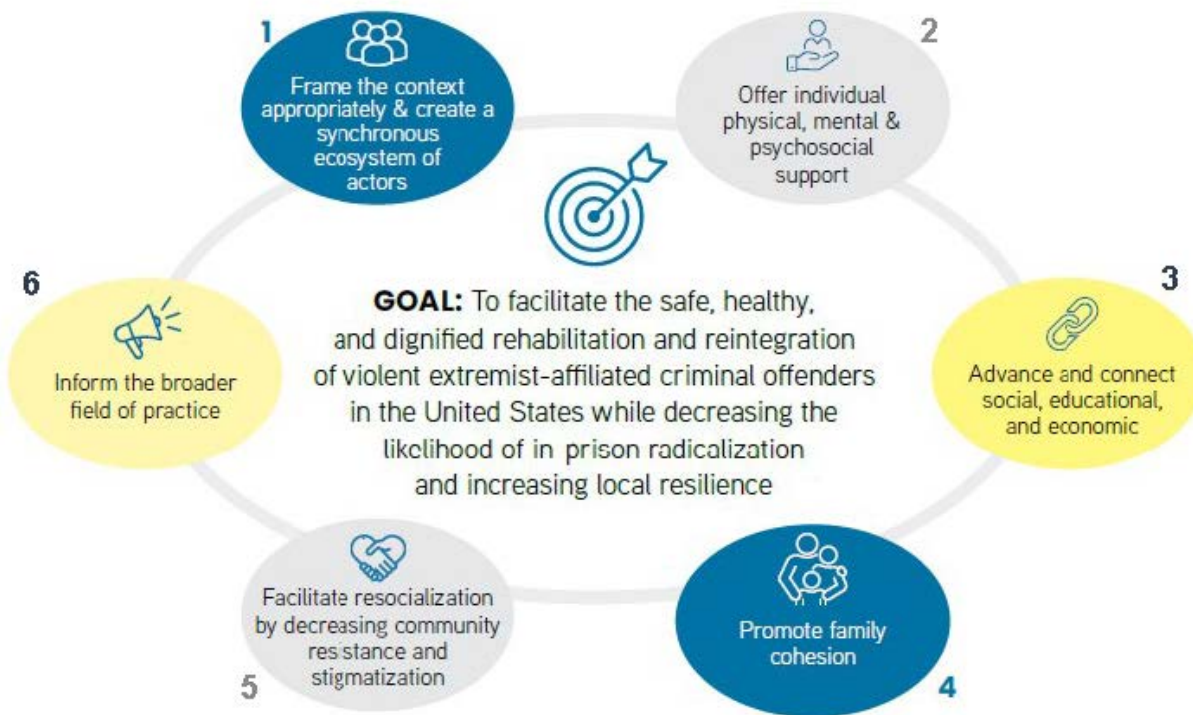 1
Frame the context
appropriately & create a
synchronous
ecosystem of
actors
2
Offer individual
physical, mental &
psychosocial
support
3
Advance and connect
social, educational,
and economic
4
Promote family
cohesion
5
Facilitate resocialization
by decreasing community
resistance and
stigmatization
6
Inform the broader
field of practice
GOAL: To facilitate the safe, healthy,
and dignified rehabilitation and reintegration
of violent extremist-affiliated criminal offenders
in the United States while decreasing the
likelihood of in prison radicalization
and increasing local resilience